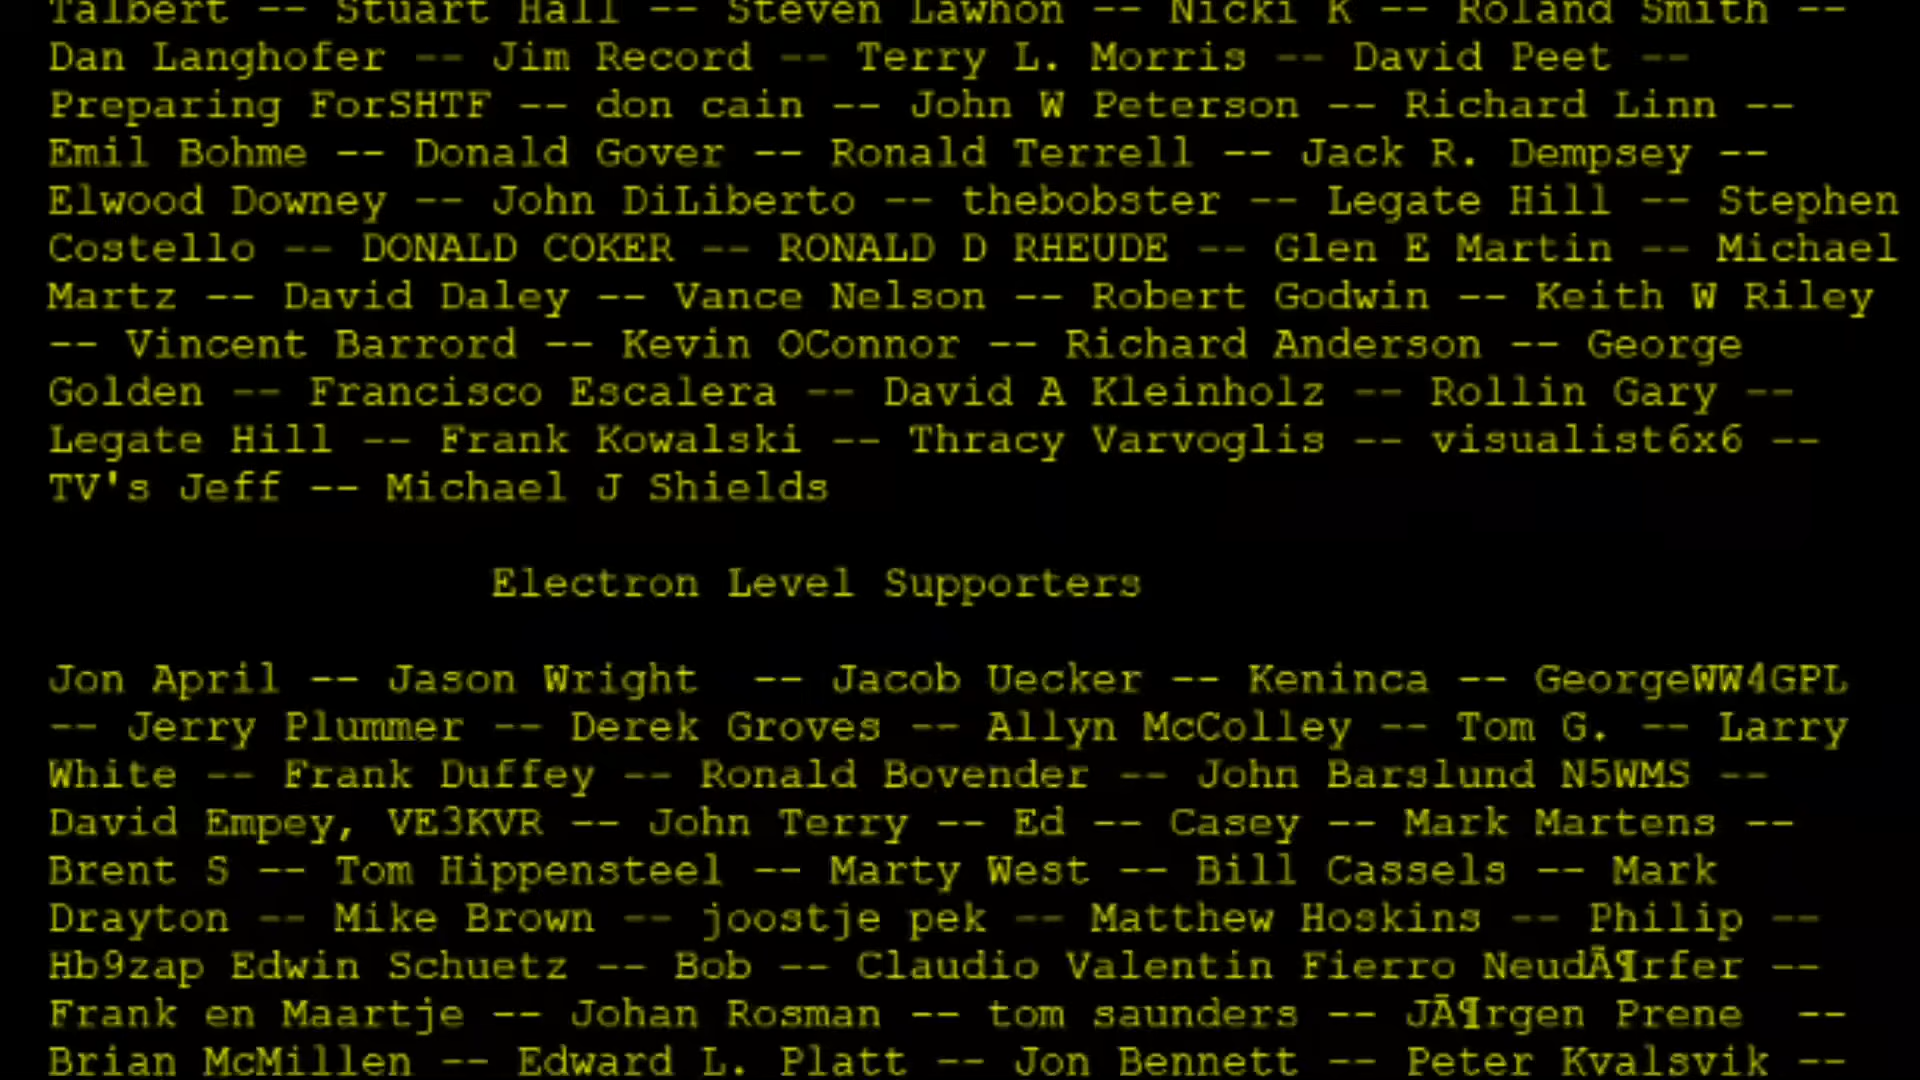 Talbert -- Stuart Hall -- Steven Lawhon -- Nicki K -- Roland Smith --
Dan Langhofer -- Jim Record -- Terry L. Morris -- David Peet --
Preparing ForSHTF -- don cain -- John W Peterson -- Richard Linn --
Emil Bohme -- Donald Gover -- Ronald Terrell -- Jack R. Dempsey --
Elwood Downey -- John DiLiberto -- thebobster -- Legate Hill -- Stephen
Costello -- DONALD COKER -- RONALD D RHEUDE -- Glen E Martin -- Michael
Martz -- David Daley -- Vance Nelson -- Robert Godwin -- Keith W Riley
-- Vincent Barrord -- Kevin OConnor -- Richard Anderson -- George
Golden -- Francisco Escalera -- David A Kleinholz -- Rollin Gary --
Legate Hill -- Frank Kowalski -- Thracy Varvoglis -- visualist6x6 --
TV's Jeff -- Michael J Shields
Electron Level Supporters
Jon April -- Jason Wright  -- Jacob Uecker -- Keninca -- GeorgeWW4GPL
-- Jerry Plummer -- Derek Groves -- Allyn McColley -- Tom G. -- Larry
White -- Frank Duffey -- Ronald Bovender -- John Barslund N5WMS --
David Empey, VE3KVR -- John Terry -- Ed -- Casey -- Mark Martens --
Brent S -- Tom Hippensteel -- Marty West -- Bill Cassels -- Mark
Drayton -- Mike Brown -- joostje pek -- Matthew Hoskins -- Philip --
Hb9zap Edwin Schuetz -- Bob -- Claudio Valentin Fierro NeudÃ¶rfer --
Frank en Maartje -- Johan Rosman -- tom saunders -- JÃ¶rgen Prene  --
Brian McMillen -- Edward L. Platt -- Jon Bennett -- Peter Kvalsvik --